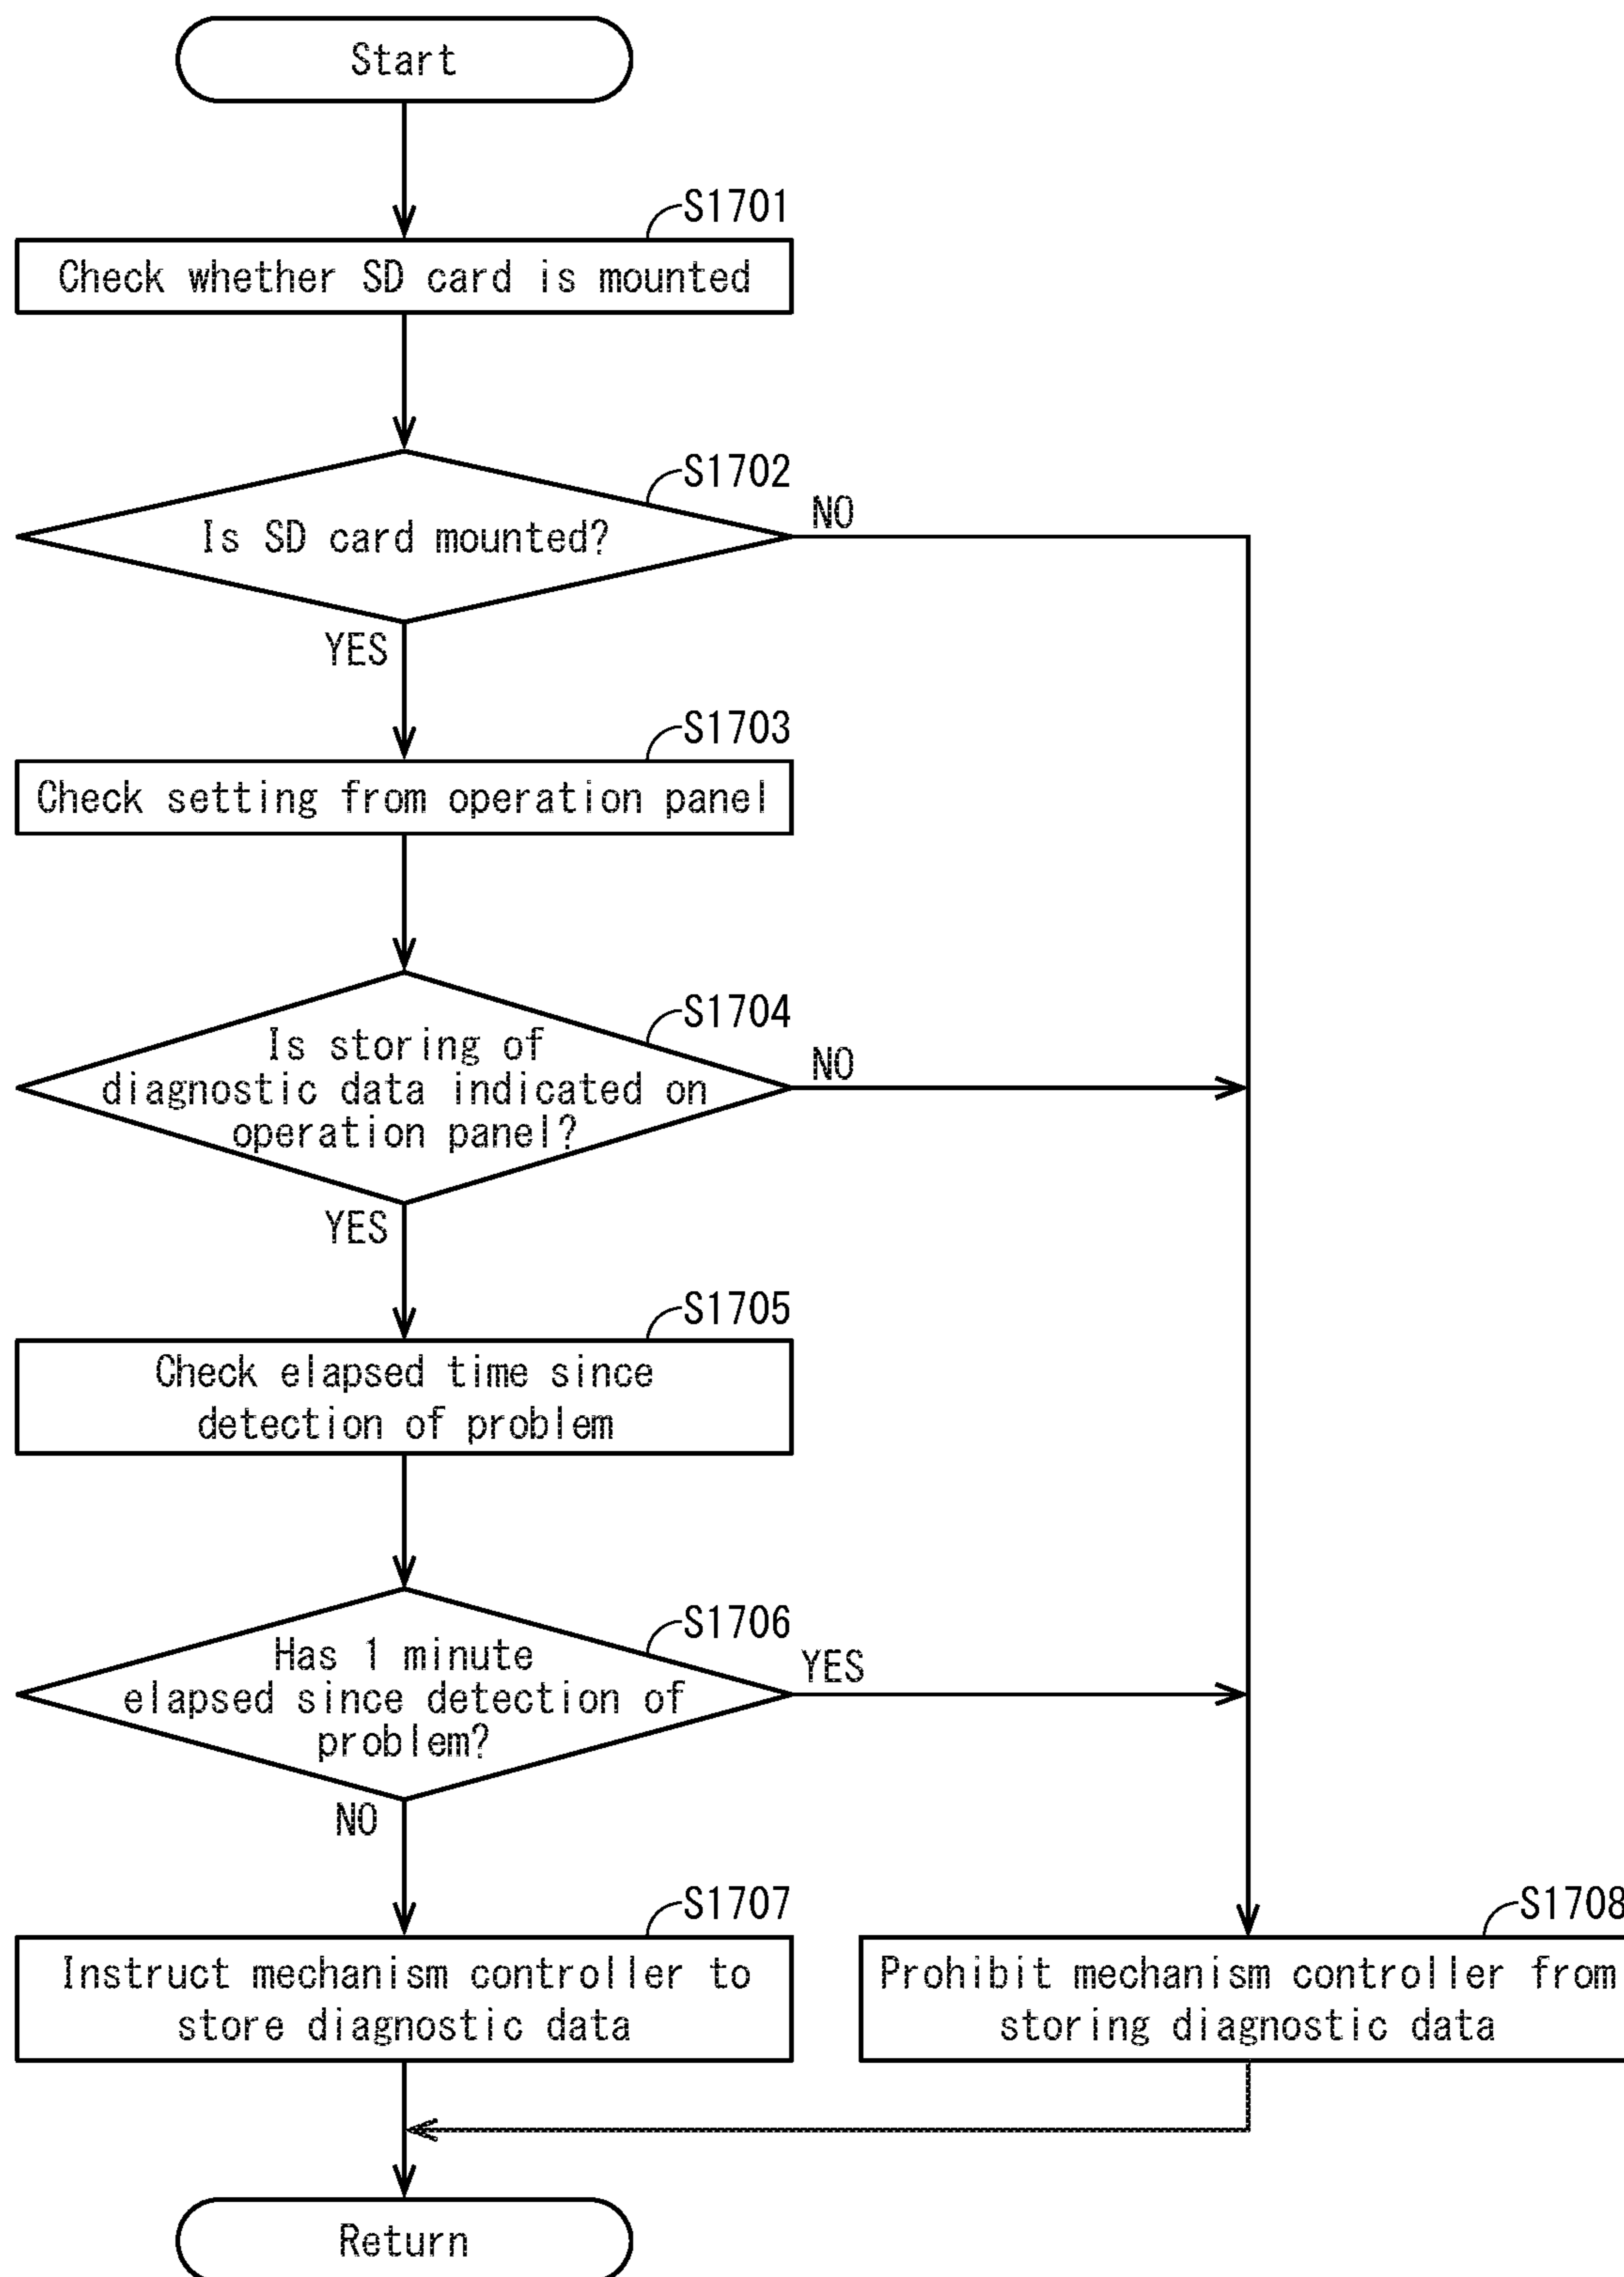 Start
S1701
Check whether SD card is mounted
S1702
Is SD card mounted?
NO
YES
S1703
Check setting from operation panel
S1704
Is storing of
diagnostic data indicated on
operation panel?
NO
YES
S1705
Check elapsed time since
detection of problem
S1706
Has 1 minute
elapsed since detection of
problem?
YES
NO
S1707
Instruct mechanism controller to
store diagnostic data
S1708
Prohibit mechanism controller from
storing diagnostic data
Return